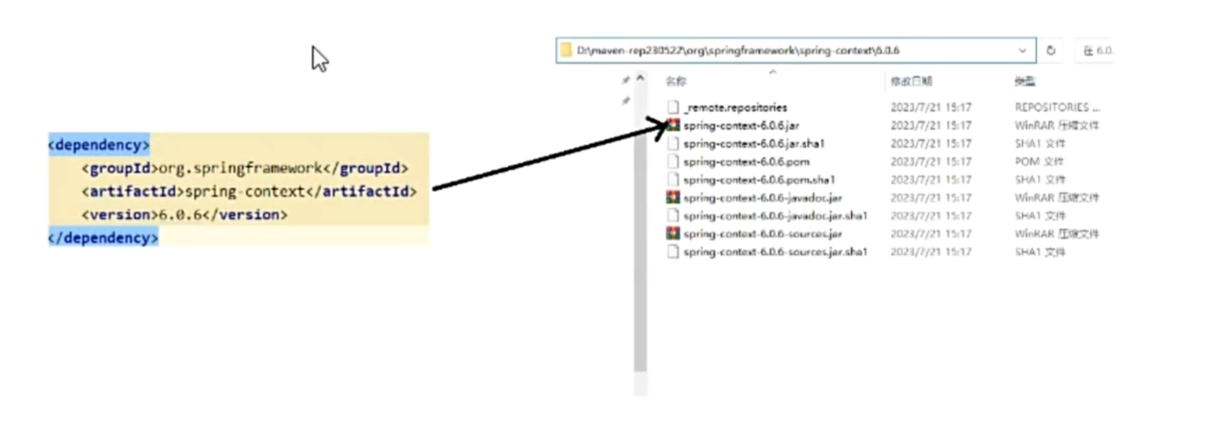 <dependency>
<groupId>org.springframework</groupId>
<artifactId>spring-context</artifactId>
<version>6.0.6</version>
</dependency>
D:\maven-rep230522\org\springframework\spring-context\6.0.6
在 6.0.
名称 修改日期 类型
_remote.repositories 2023/7/21 15:17 REPOSITORIES ...
spring-context-6.0.6.jar 2023/7/21 15:17 WinRAR 压缩文件
spring-context-6.0.6.jar.sha1 2023/7/21 15:17 SHA1 文件
spring-context-6.0.6.pom 2023/7/21 15:17 POM 文件
spring-context-6.0.6.pom.sha1 2023/7/21 15:17 SHA1 文件
spring-context-6.0.6-javadoc.jar 2023/7/21 15:17 WinRAR 压缩文件
spring-context-6.0.6-javadoc.jar.sha1 2023/7/21 15:17 SHA1 文件
spring-context-6.0.6-sources.jar 2023/7/21 15:17 WinRAR 压缩文件
spring-context-6.0.6-sources.jar.sha1 2023/7/21 15:17 SHA1 文件